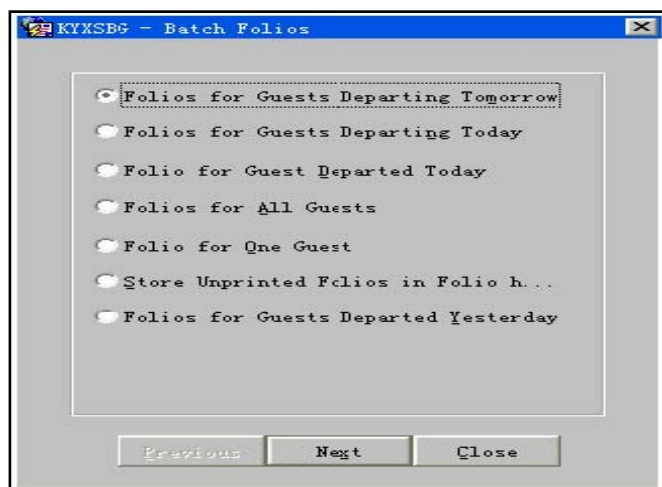 KYXSBG - Batch Folios
Folios for Guests Departing Tomorrow
Folios for Guests Departing Today
Folio for Guest Departed Today
Folios for All Guests
Folio for One Guest
Store Unprinted Folios in Folio h...
Folios for Guests Departed Yesterday
Previous Next Close